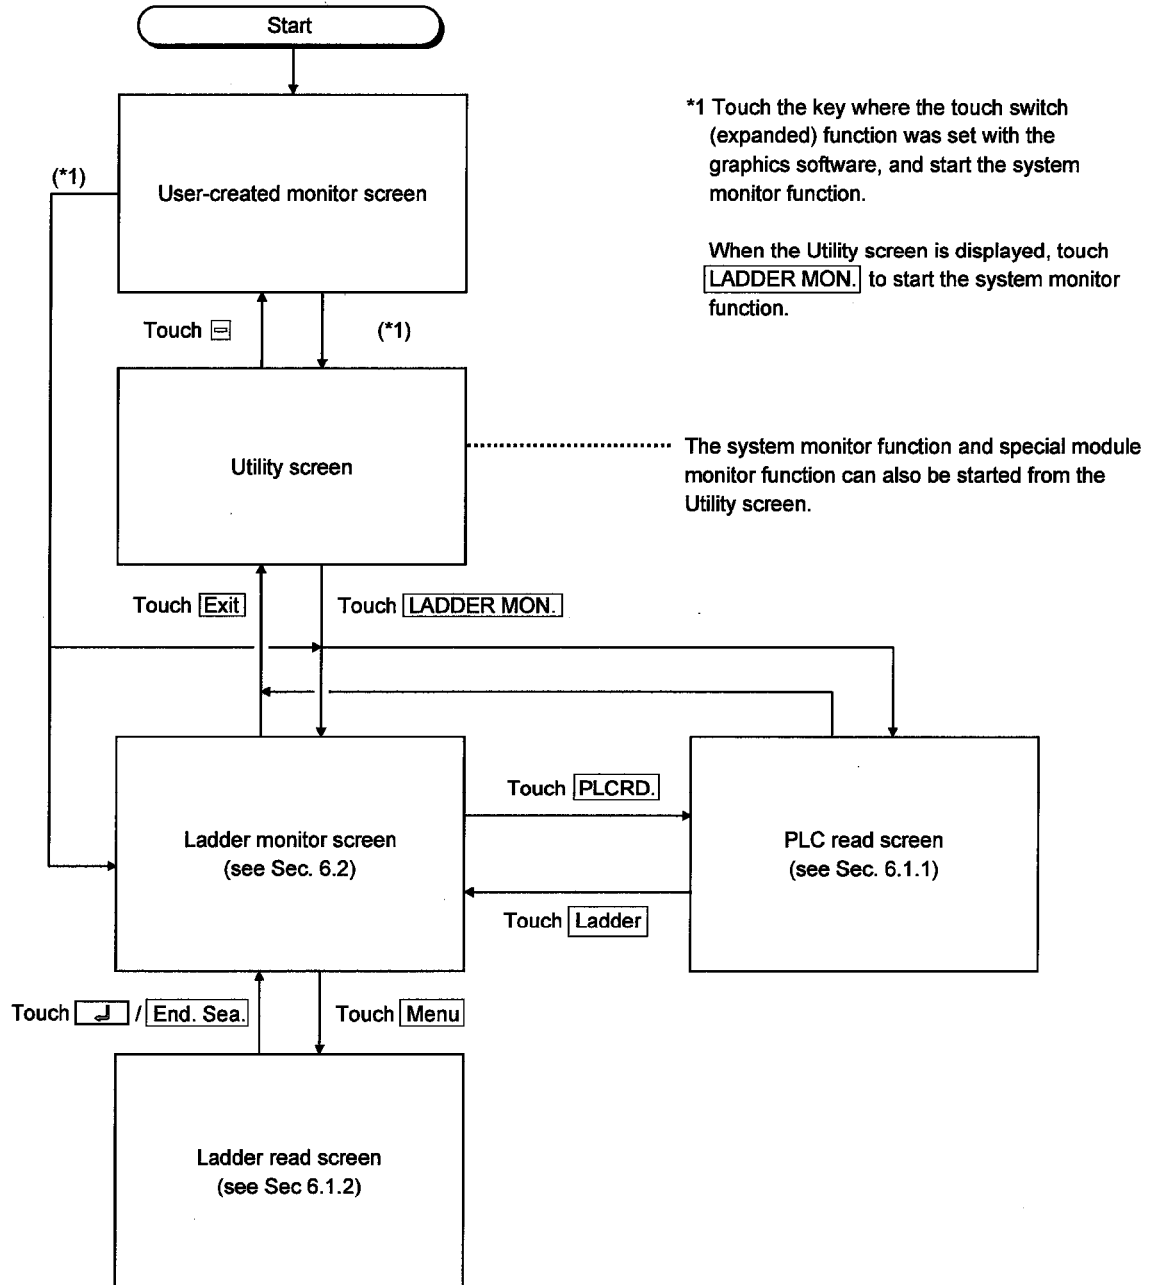 Start
*1 Touch the key where the touch switch
(expanded) function was set with the
graphics software, and start the system
monitor function.
When the Utility screen is displayed, touch
LADDER MON. to start the system monitor
function.
(*1)
User-created monitor screen
Touch
(*1)
Utility screen
The system monitor function and special module
monitor function can also be started from the
Utility screen.
Touch Exit
Touch LADDER MON.
Touch PLCRD.
Ladder monitor screen
(see Sec. 6.2)
PLC read screen
(see Sec. 6.1.1)
Touch Ladder
Touch ↲ / End. Sea.
Touch Menu
Ladder read screen
(see Sec 6.1.2)